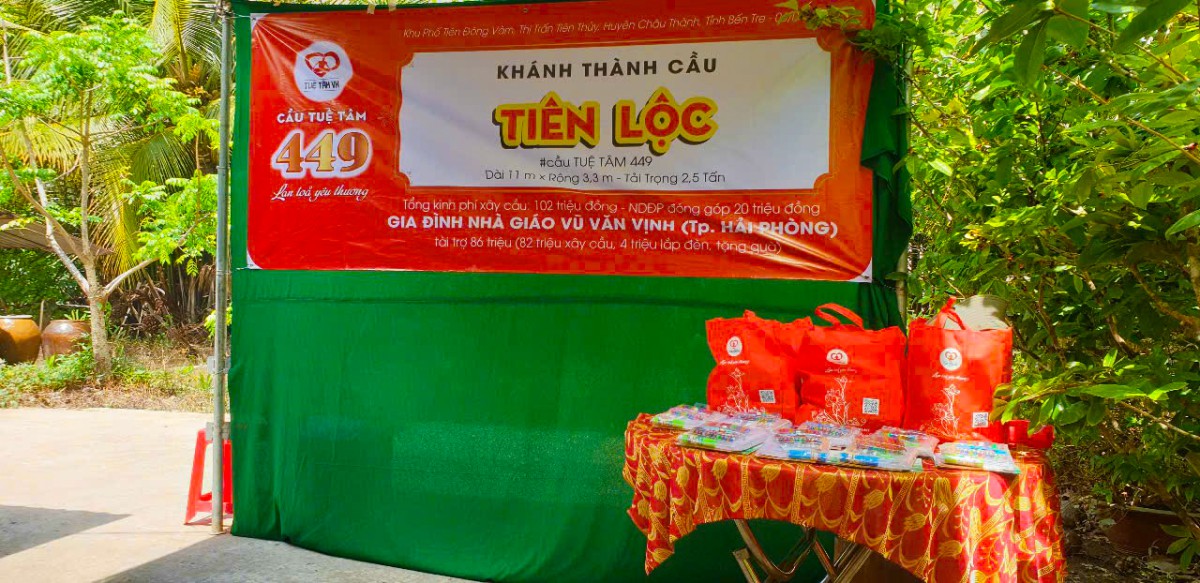 Khu Phố Tiên Đông Vàm, Thị Trấn Tiên Thủy, Huyện Châu Thành, Tỉnh Bến Tre -
TUỆ TÂM VN
KHÁNH THÀNH CẦU
CẦU TUỆ TÂM
449
Lan toả yêu thương
TIÊN LỘC
#cầu TUỆ TÂM 449
Dài 11 m x Rộng 3,3 m - Tải Trọng 2,5 Tấn
Tổng kinh phí xây cầu: 102 triệu đồng - NDĐP đóng góp 20 triệu đồng
GIA ĐÌNH NHÀ GIÁO VŨ VĂN VỊNH (Tp. HẢI PHÒNG)
tài trợ 86 triệu (82 triệu xây cầu, 4 triệu lắp đèn, tặng quà)